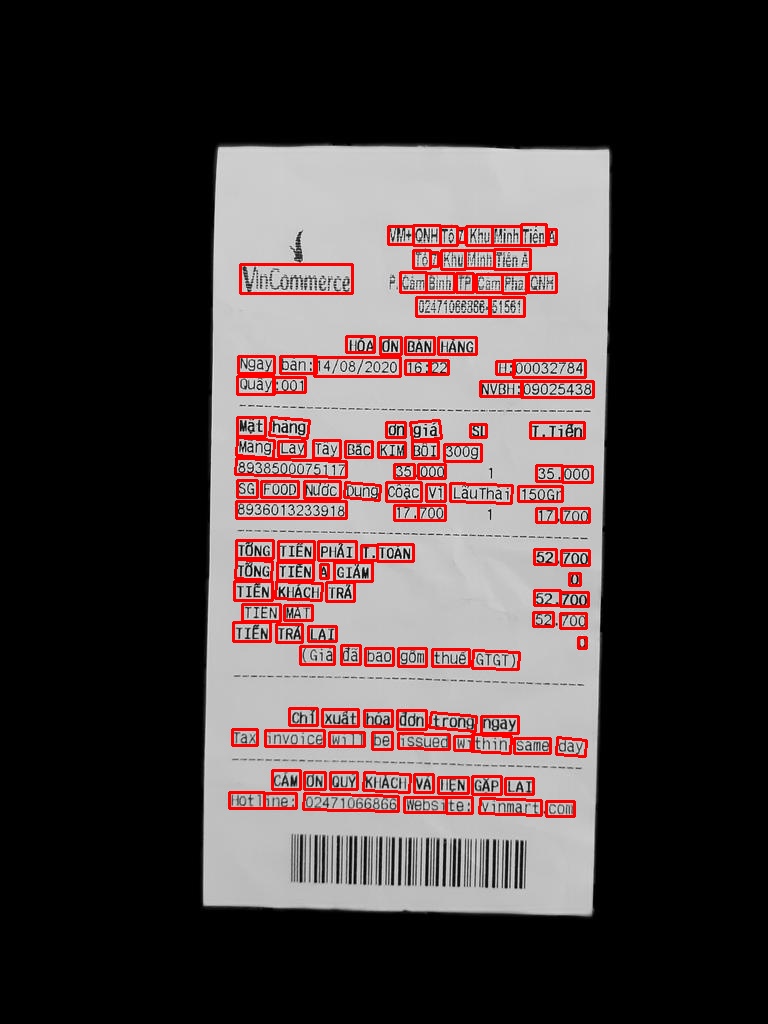 VM+ QNH Tổ 7 Khu Minh Tiến A
Tổ 7 Khu Minh Tiến A
VinCommerce
P. Cẩm Bình TP Cẩm Phả QNH
02471066866-51561
HÓA ĐƠN BÁN HÀNG
Ngày bán:14/08/2020 16:22 H:00032784
Quầy:001 NVBH:09025438
Mặt hàng Đơn giá SL T.Tiền
Măng Lay Tây Bắc KIM BÔI 300g
8938500075117 35.000 1 35.000
SG FOOD Nước Dùng Côđặc Vị LẩuThái 150Gr
8936013233918 17.700 1 17.700
TỔNG TIỀN PHẢI T.TOÁN 52.700
TỔNG TIỀN ĐÃ GIẢM 0
TIỀN KHÁCH TRẢ 52.700
TIỀN MẶT 52.700
TIỀN TRẢ LẠI 0
(Giá đã bao gồm thuế GTGT)
Chỉ xuất hóa đơn trong ngày
Tax invoice will be issued within same day
CẢM ƠN QUÝ KHÁCH VÀ HẸN GẶP LẠI
Hotline: 02471066866 Website: vinmart.com